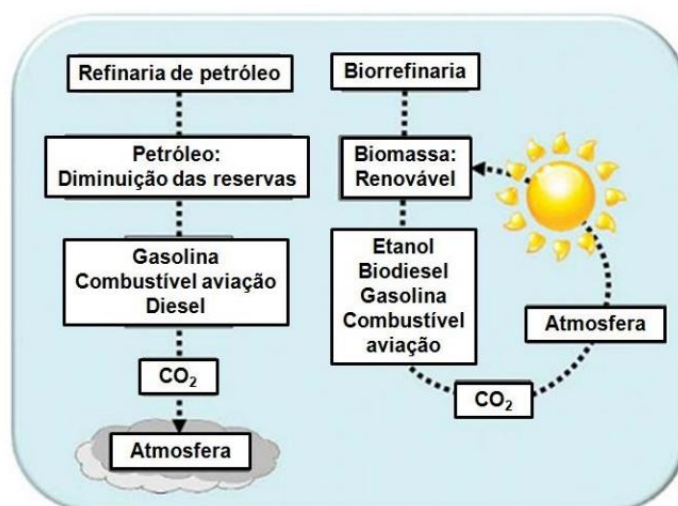 Refinaria de petróleo
Petróleo:
Diminuição das reservas
Gasolina
Combustível aviação
Diesel
CO₂
Atmosfera
Biorrefinaria
Biomassa:
Renovável
Etanol
Biodiesel
Gasolina
Combustível
aviação
CO₂
Atmosfera